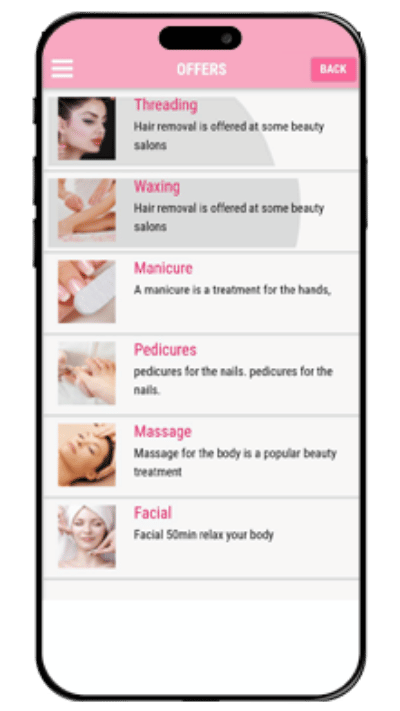 OFFERS
BACK
Threading
Hair removal is offered at some beauty
salons
Waxing
Hair removal is offered at some beauty
salons
Manicure
A manicure is a treatment for the hands,
Pedicures
pedicures for the nails. pedicures for the
nails.
Massage
Massage for the body is a popular beauty
treatment
Facial
Facial 50min relax your body